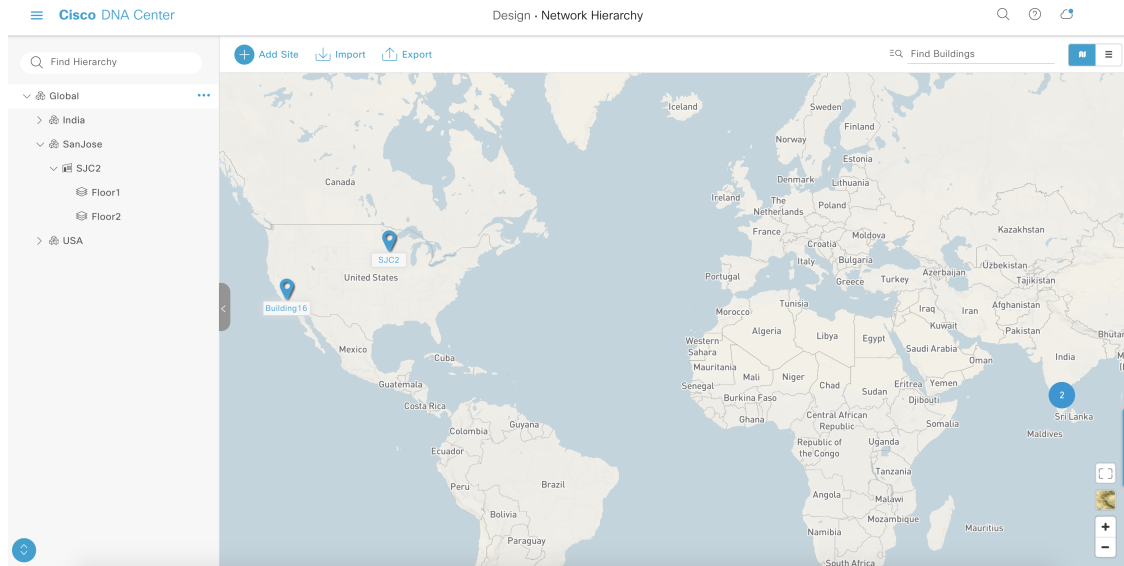 Cisco DNA Center
Design · Network Hierarchy
Find Hierarchy
Add Site
Import
Export
Find Buildings
Global
India
SanJose
SJC2
Floor1
Floor2
USA
Iceland
Sweden
Finland
Norway
Estonia
Denmark
Lithuania
Canada
Ireland
The
Netherlands
Poland
France
Moldova
Croatia
Kazakhstan
SJC2
Italy
Bulgaria
United States
Portugal
Greece
Turkey
Azerbaijan
Uzbekistan
Tajikistan
Building16
Morocco
Tunisia
Iraq
Iran
Afghanistan
Kuwait
Pakistan
Bhutan
Algeria
Libya
Egypt
Western
Sahara
Saudi Arabia
Mexico
Cuba
Oman
India
Mauritania
Mali
Niger
Chad
Sudan
Eritrea
Yemen
Guatemala
Senegal
Burkina Faso
Djibouti
2
Costa Rica
Ghana
Central African
Republic
Somalia
Sri Lanka
Guyana
Colombia
Maldives
Republic of
the Congo
Uganda
Ecuador
Tanzania
Peru
Brazil
Angola
Malawi
Bolivia
Mozambique
Mauritius
Namibia
Paraguay
South Africa